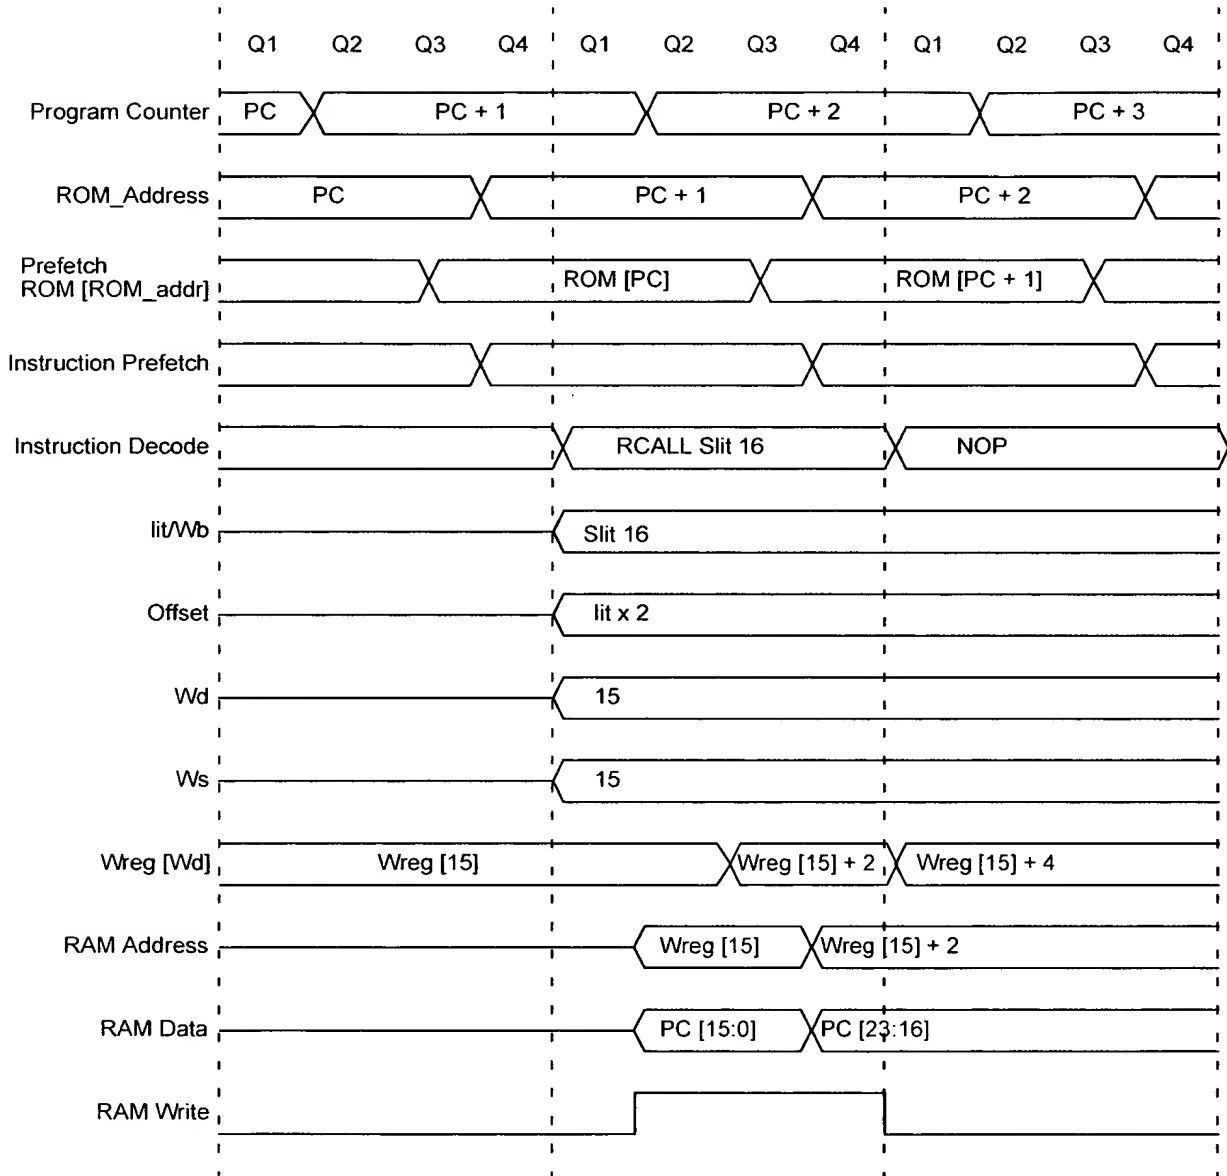 Q1 Q2 Q3 Q4 Q1 Q2 Q3 Q4 Q1 Q2 Q3 Q4
Program Counter PC PC + 1 PC + 2 PC + 3
ROM_Address PC PC + 1 PC + 2
Prefetch
ROM [ROM_addr] ROM [PC] ROM [PC + 1]
Instruction Prefetch
Instruction Decode RCALL Slit 16 NOP
lit/Wb Slit 16
Offset lit x 2
Wd 15
Ws 15
Wreg [Wd] Wreg [15] Wreg [15] + 2 Wreg [15] + 4
RAM Address Wreg [15] Wreg [15] + 2
RAM Data PC [15:0] PC [23:16]
RAM Write